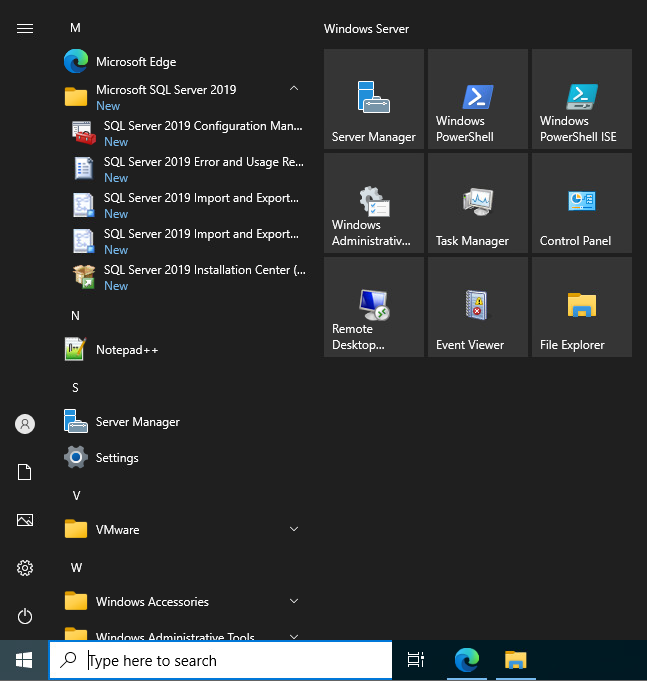 M
Microsoft Edge
Microsoft SQL Server 2019
New
SQL Server 2019 Configuration Man...
New
SQL Server 2019 Error and Usage Re...
New
SQL Server 2019 Import and Export...
New
SQL Server 2019 Import and Export...
New
SQL Server 2019 Installation Center (...
New
N
Notepad++
S
Server Manager
Settings
V
VMware
W
Windows Accessories
Windows Administrative Tools
Windows Server
Server Manager
Windows
PowerShell
Windows
PowerShell ISE
Windows
Administrativ...
Task Manager
Control Panel
Remote
Desktop...
Event Viewer
File Explorer
Type here to search